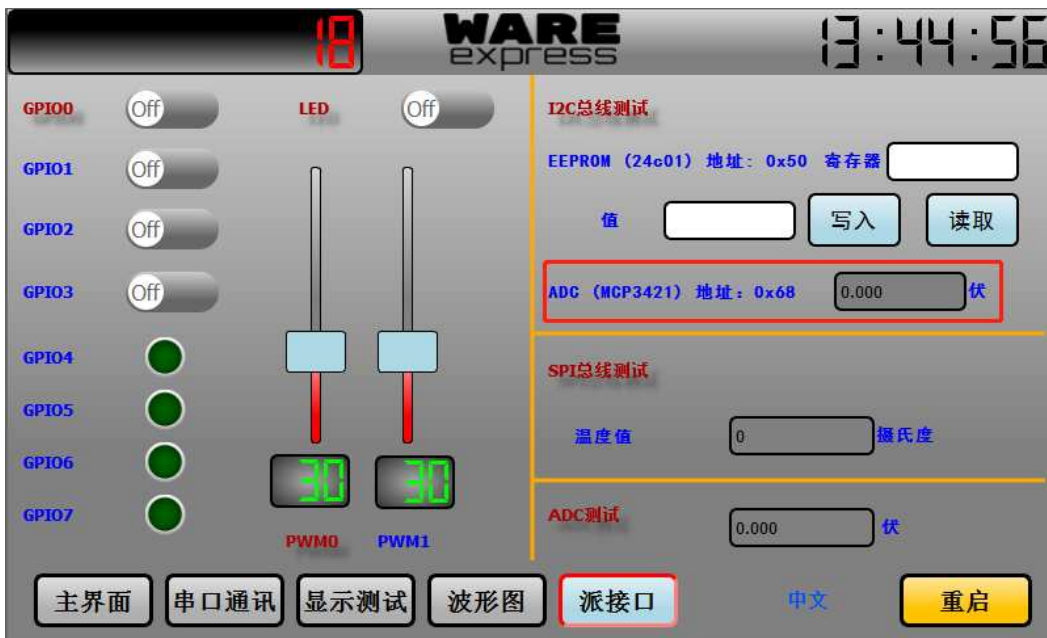 18
WARE
express
13:44:56
GPIO0 Off LED Off
GPIO1 Off
GPIO2 Off
GPIO3 Off
GPIO4
GPIO5
GPIO6
GPIO7
30 30
PWM0 PWM1
I2C总线测试
EEPROM (24c01) 地址: 0x50 寄存器
值 写入 读取
ADC (MCP3421) 地址: 0x68 0.000 伏
SPI总线测试
温度值 0 摄氏度
ADC测试 0.000 伏
主界面 串口通讯 显示测试 波形图 派接口 中文 重启